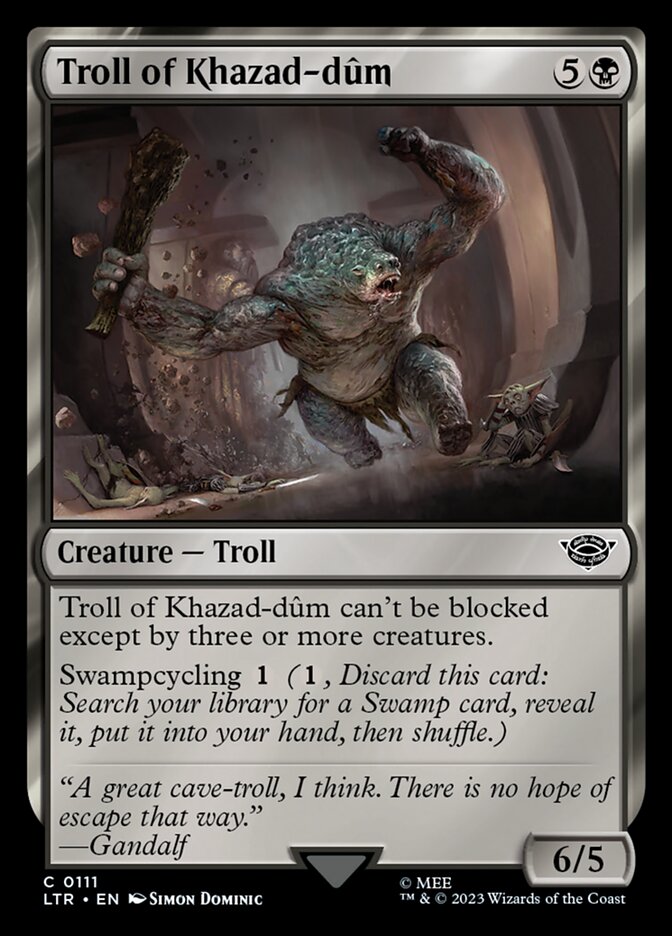 Troll of Khazad-dûm 5
Creature — Troll
Troll of Khazad-dûm can't be blocked
except by three or more creatures.
Swampcycling 1 (1, Discard this card:
Search your library for a Swamp card, reveal
it, put it into your hand, then shuffle.)
“A great cave-troll, I think. There is no hope of
escape that way.”
—Gandalf
6/5
C 0111
LTR • EN Simon Dominic
© MEE
™ & © 2023 Wizards of the Coast